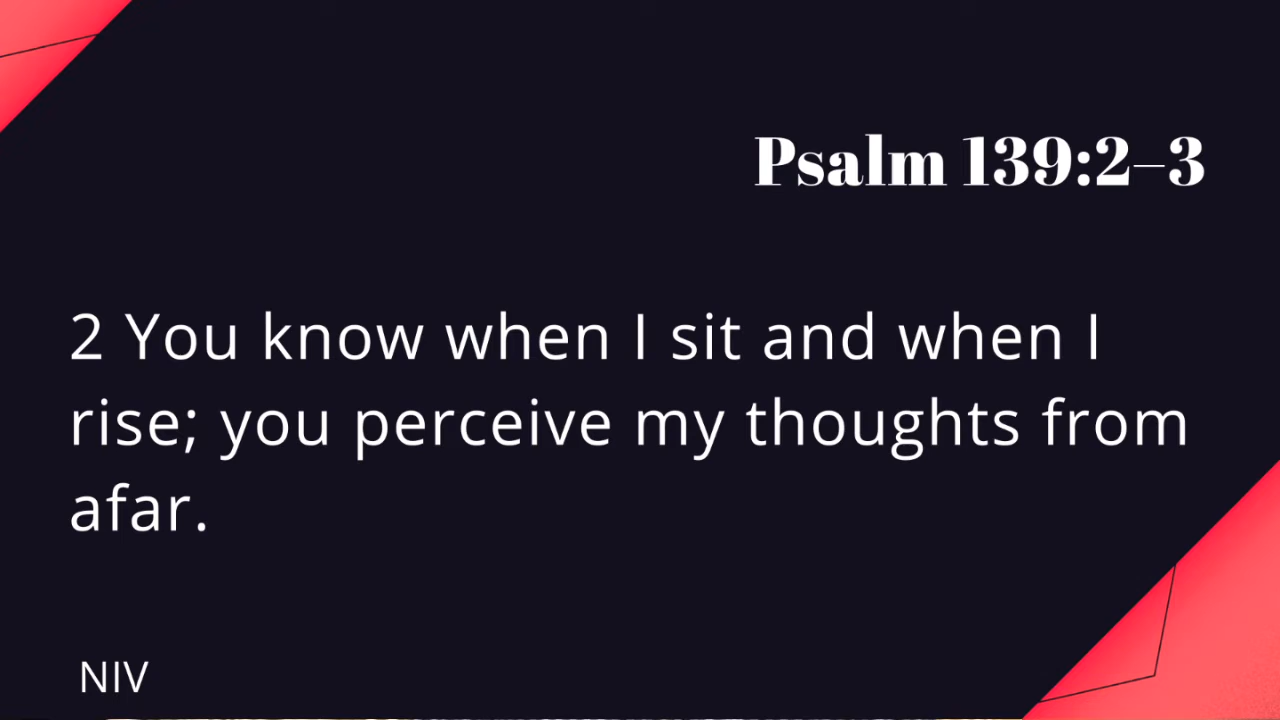 Psalm 139:2–3
2 You know when I sit and when I
rise; you perceive my thoughts from
afar.
NIV